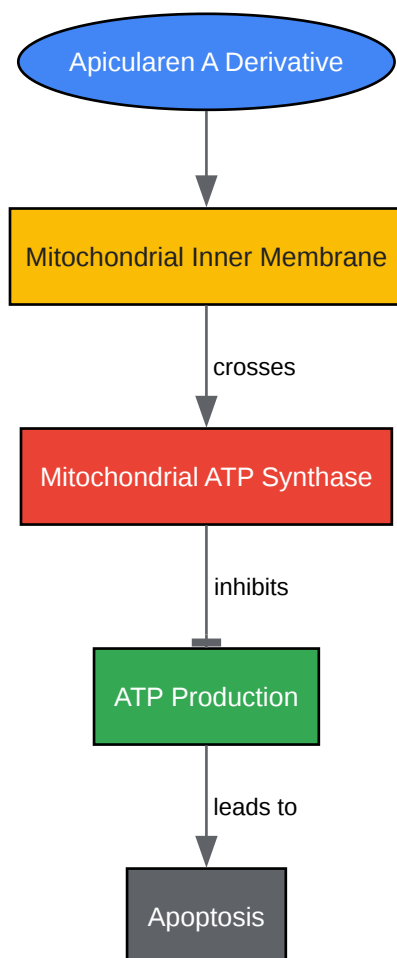 Apicularen A Derivative
Mitochondrial Inner Membrane
crosses
Mitochondrial ATP Synthase
inhibits
ATP Production
leads to
Apoptosis